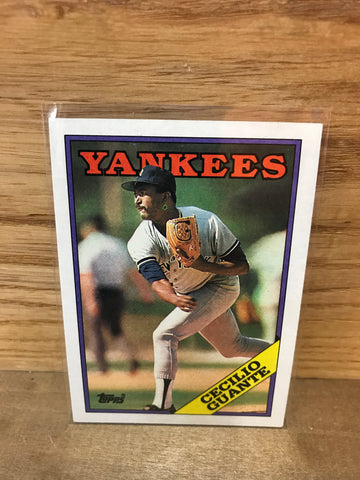 YANKEES
CECILIO
GUANTE
Topps